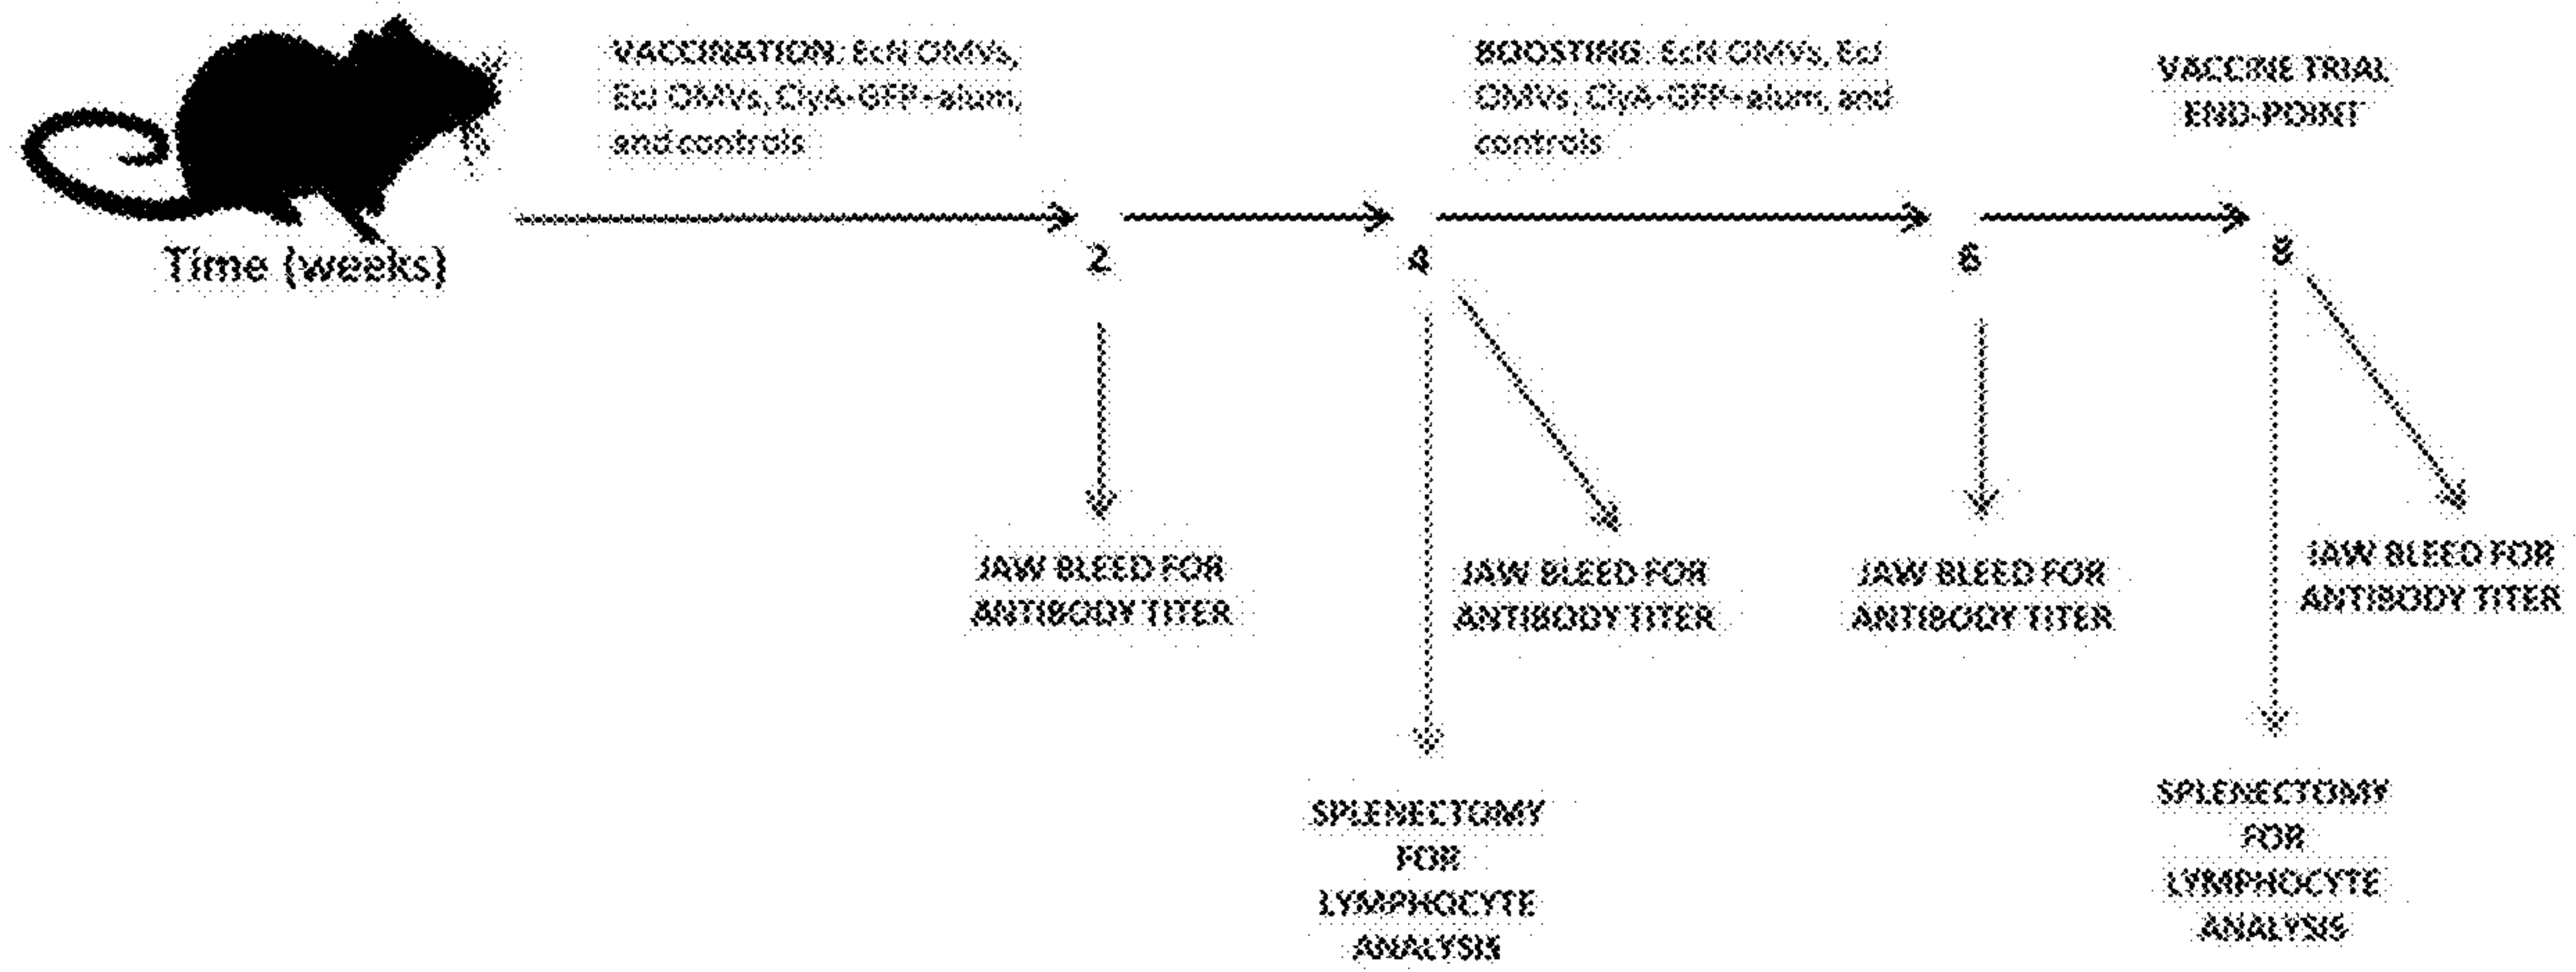 VACCINATION: EcN OMVs,
EcJ OMVs, ClyA-GFP+alum,
and controls
BOOSTING: EcN OMVs, EcJ
OMVs, ClyA-GFP+alum, and
controls
VACCINE TRIAL
END-POINT
Time (weeks)
2
4
6
8
JAW BLEED FOR
ANTIBODY TITER
JAW BLEED FOR
ANTIBODY TITER
JAW BLEED FOR
ANTIBODY TITER
JAW BLEED FOR
ANTIBODY TITER
SPLENECTOMY
FOR
LYMPHOCYTE
ANALYSIS
SPLENECTOMY
FOR
LYMPHOCYTE
ANALYSIS